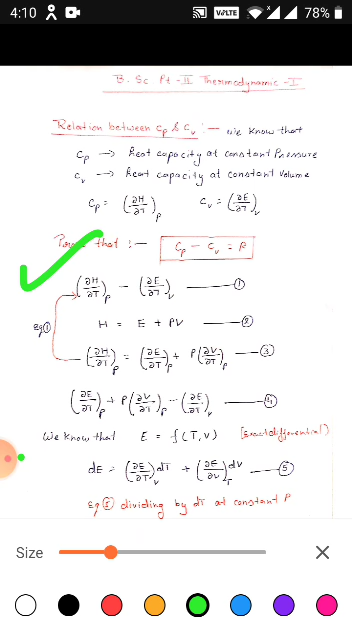 4:10 VoLTE 78%
B. Sc. Pt - II Thermodynamic - I
Relation between Cp & Cv :— We know that
Cp → Heat capacity at constant Pressure
Cv → Heat capacity at constant Volume
Cp = (∂H/∂T)p Cv = (∂E/∂T)v
Prove that :— Cp - Cv = R
(∂H/∂T)p - (∂E/∂T)v —— ①
Eq① H = E + PV —— ②
(∂H/∂T)p = (∂E/∂T)p + P(∂V/∂T)p —— ③
(∂E/∂T)p + P(∂V/∂T)p - (∂E/∂T)v —— ④
We know that E = f(T, V) [Exact differential)
dE = (∂E/∂T)v dT + (∂E/∂V)T dV —— ⑤
Eq ⑤ dividing by dT at constant P
Size